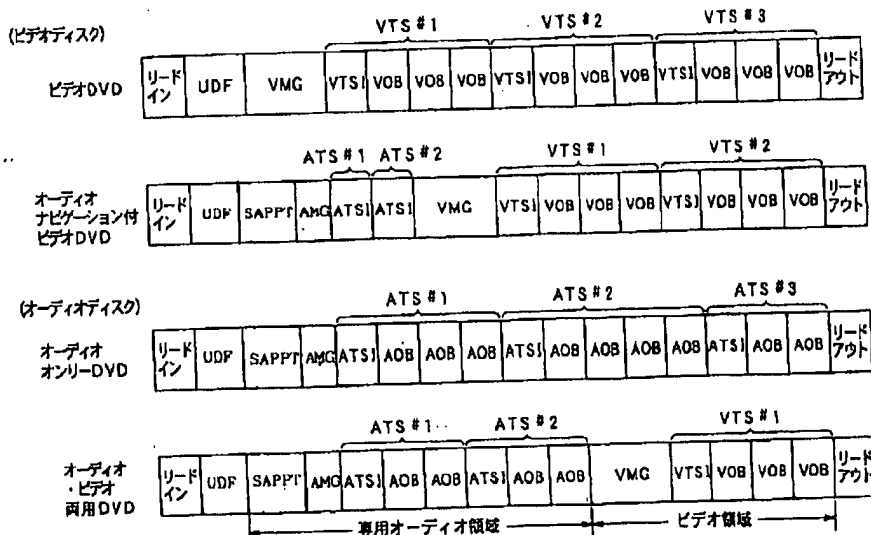 (ビデオディスク)
VTS #1 VTS #2 VTS #3
ビデオDVD
リードイン UDF VMG VTSI VOB VOB VOB VTSI VOB VOB VOB VTSI VOB VOB VOB リードアウト
ATS #1 ATS #2 VTS #1 VTS #2
オーディオ
ナビゲーション付
ビデオDVD
リードイン UDF SAPPT AMG ATSI ATSI VMG VTSI VOB VOB VOB VTSI VOB VOB VOB リードアウト
(オーディオディスク)
ATS #1 ATS #2 ATS #3
オーディオ
オンリーDVD
リードイン UDF SAPPT AMG ATSI AOB AOB AOB ATSI AOB AOB AOB AOB ATSI AOB AOB リードアウト
ATS #1 ATS #2 VTS #1
オーディオ
・ビデオ
両用DVD
リードイン UDF SAPPT AMG ATSI AOB AOB ATSI AOB AOB VMG VTSI VOB VOB VOB リードアウト
専用オーディオ領域 ビデオ領域